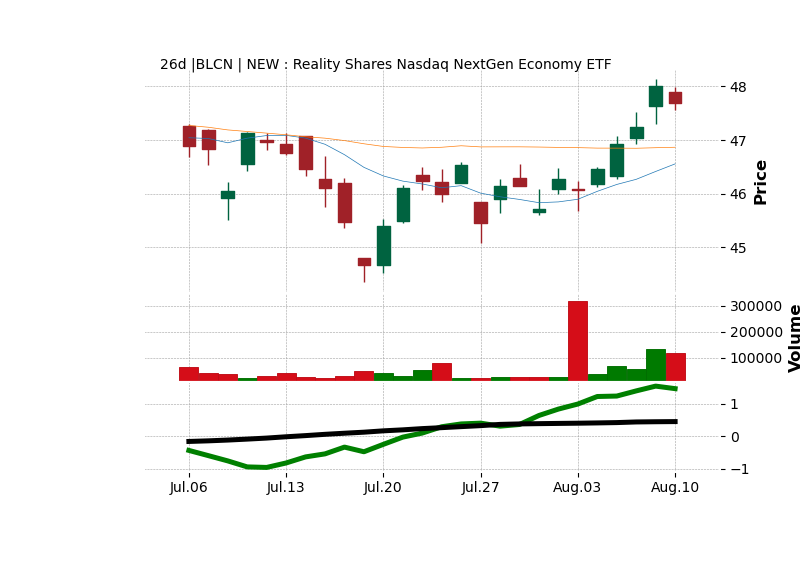 26d |BLCN | NEW : Reality Shares Nasdaq NextGen Economy ETF
48
47
46
45
Price
300000
200000
100000
Volume
1
0
−1
Jul.06 Jul.13 Jul.20 Jul.27 Aug.03 Aug.10